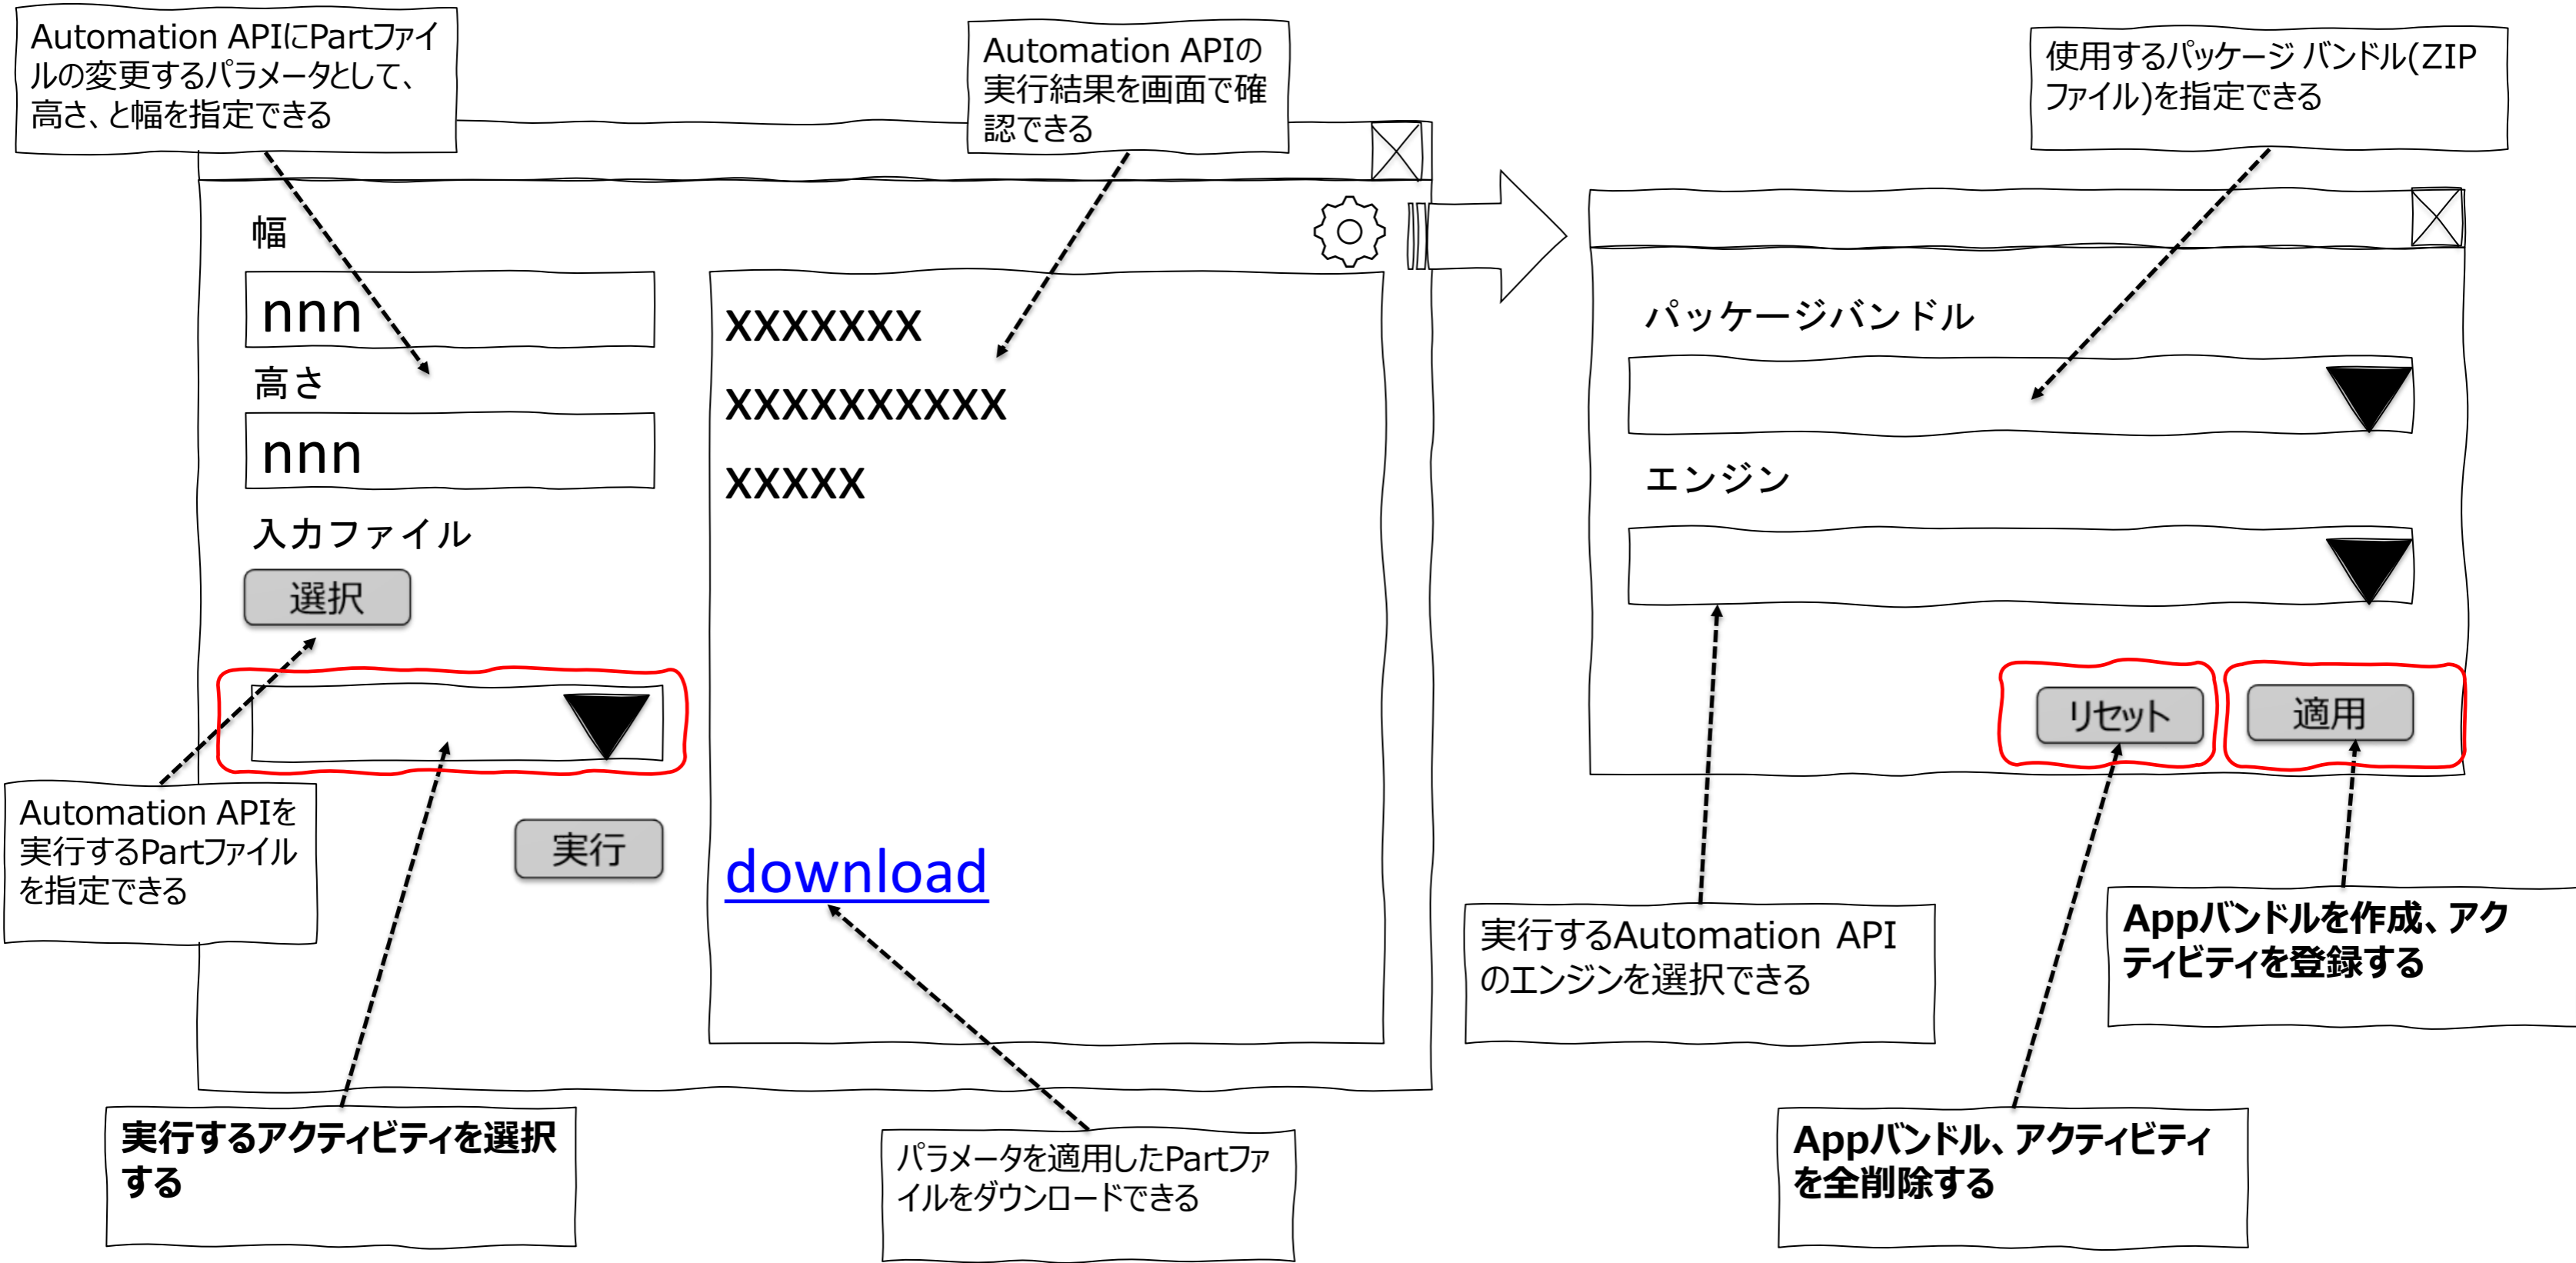 Automation APIにPartファイ
ルの変更するパラメータとして、
高さ、と幅を指定できる
Automation APIの
実行結果を画面で確
認できる
使用するパッケージ バンドル(ZIP
ファイル)を指定できる
幅
nnn
高さ
nnn
入力ファイル
選択
実行
xxxxxxx
xxxxxxxxxx
xxxxx
download
パッケージバンドル
エンジン
リセット
適用
Automation APIを
実行するPartファイル
を指定できる
実行するAutomation API
のエンジンを選択できる
Appバンドルを作成、アク
ティビティを登録する
実行するアクティビティを選択
する
パラメータを適用したPartファ
イルをダウンロードできる
Appバンドル、アクティビティ
を全削除する